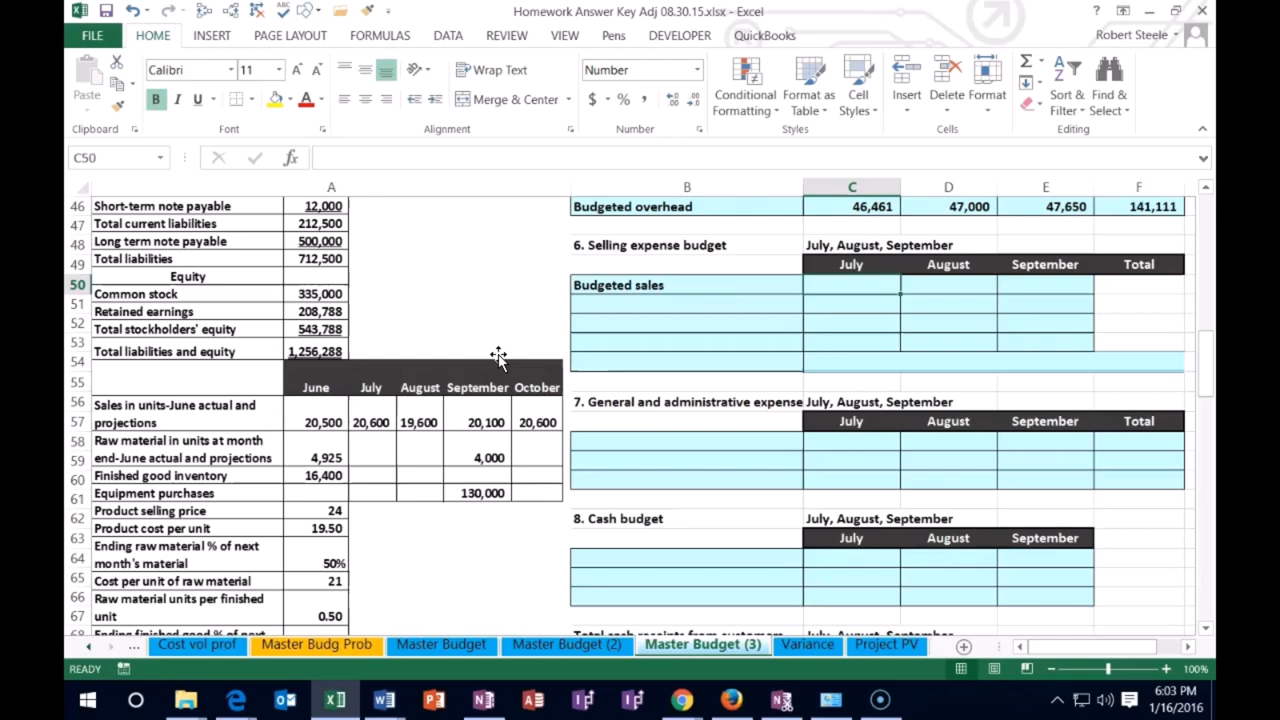 Homework Answer Key Adj 08.30.15.xlsx - Excel
FILE HOME INSERT PAGE LAYOUT FORMULAS DATA REVIEW VIEW Pens DEVELOPER QuickBooks Robert Steele
Calibri 11 Wrap Text Number
Paste B I U Merge & Center $ % Conditional Formatting Format as Table Cell Styles Insert Delete Format Sort & Filter Find & Select
Clipboard Font Alignment Number Styles Cells Editing
C50 fx
A B C D E F
46 Short-term note payable 12,000 Budgeted overhead 46,461 47,000 47,650 141,111
47 Total current liabilities 212,500
48 Long term note payable 500,000 6. Selling expense budget July, August, September
49 Total liabilities 712,500 July August September Total
Equity
50 Budgeted sales
51 Common stock 335,000
52 Retained earnings 208,788
53 Total stockholders' equity 543,788
54 Total liabilities and equity 1,256,288
55 June July August September October
56 Sales in units-June actual and 7. General and administrative expense July, August, September
57 projections 20,500 20,600 19,600 20,100 20,600 July August September Total
58 Raw material in units at month
59 end-June actual and projections 4,925 4,000
60 Finished good inventory 16,400
61 Equipment purchases 130,000
62 Product selling price 24 8. Cash budget July, August, September
63 Product cost per unit 19.50 July August September
64 Ending raw material % of next
month's material 50%
65 Cost per unit of raw material 21
66 Raw material units per finished
67 unit 0.50
68 Ending finished good % of next Total cash receipts from customers July, August, September
... Cost vol prof Master Budg Prob Master Budget Master Budget (2) Master Budget (3) Variance Project PV
READY 100%
6:03 PM
1/16/2016